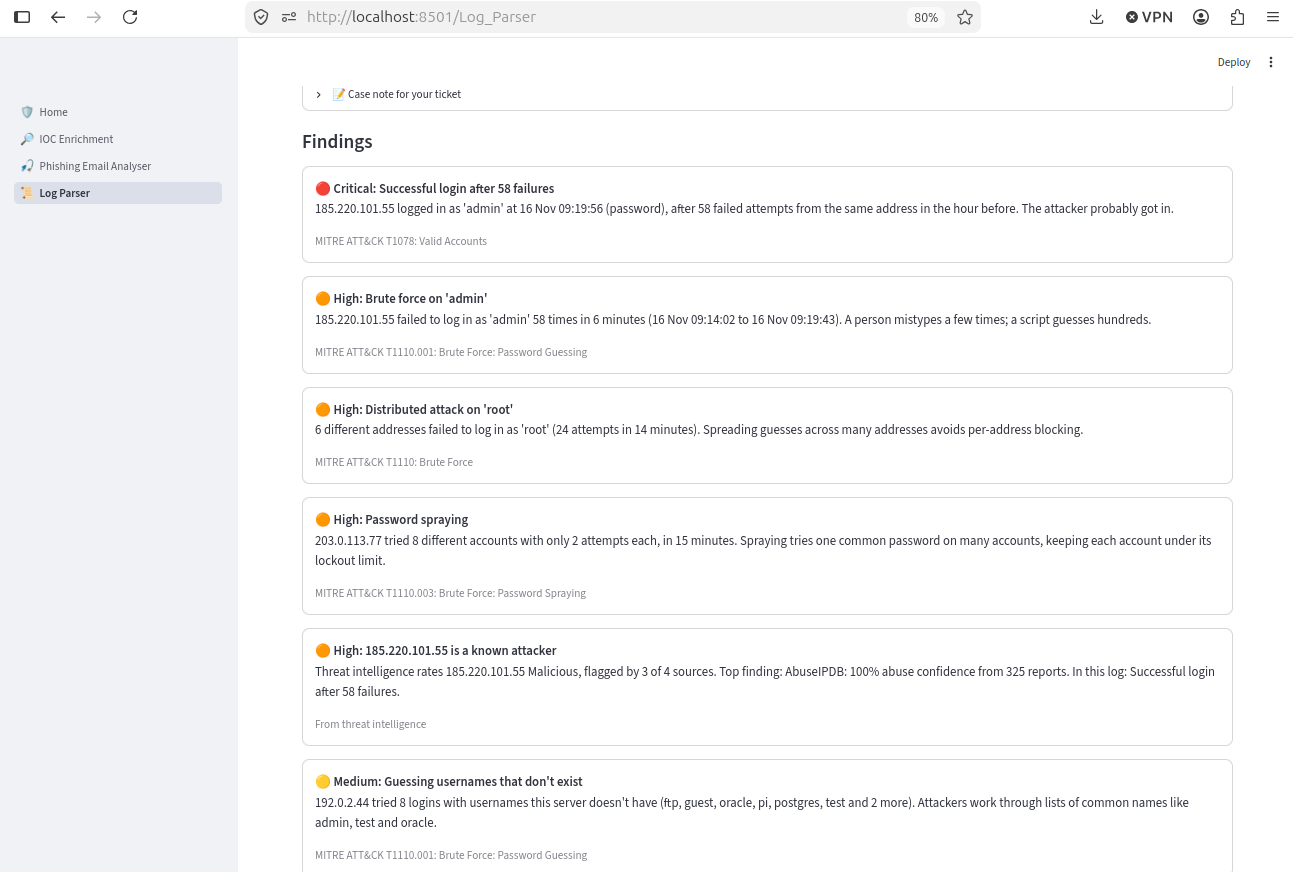 http://localhost:8501/Log_Parser
80%
VPN
Deploy
Home
IOC Enrichment
Phishing Email Analyser
Log Parser
Case note for your ticket
Findings
Critical: Successful login after 58 failures
185.220.101.55 logged in as 'admin' at 16 Nov 09:19:56 (password), after 58 failed attempts from the same address in the hour before. The attacker probably got in.
MITRE ATT&CK T1078: Valid Accounts
High: Brute force on 'admin'
185.220.101.55 failed to log in as 'admin' 58 times in 6 minutes (16 Nov 09:14:02 to 16 Nov 09:19:43). A person mistypes a few times; a script guesses hundreds.
MITRE ATT&CK T1110.001: Brute Force: Password Guessing
High: Distributed attack on 'root'
6 different addresses failed to log in as 'root' (24 attempts in 14 minutes). Spreading guesses across many addresses avoids per-address blocking.
MITRE ATT&CK T1110: Brute Force
High: Password spraying
203.0.113.77 tried 8 different accounts with only 2 attempts each, in 15 minutes. Spraying tries one common password on many accounts, keeping each account under its
lockout limit.
MITRE ATT&CK T1110.003: Brute Force: Password Spraying
High: 185.220.101.55 is a known attacker
Threat intelligence rates 185.220.101.55 Malicious, flagged by 3 of 4 sources. Top finding: AbuseIPDB: 100% abuse confidence from 325 reports. In this log: Successful login
after 58 failures.
From threat intelligence
Medium: Guessing usernames that don't exist
192.0.2.44 tried 8 logins with usernames this server doesn't have (ftp, guest, oracle, pi, postgres, test and 2 more). Attackers work through lists of common names like
admin, test and oracle.
MITRE ATT&CK T1110.001: Brute Force: Password Guessing